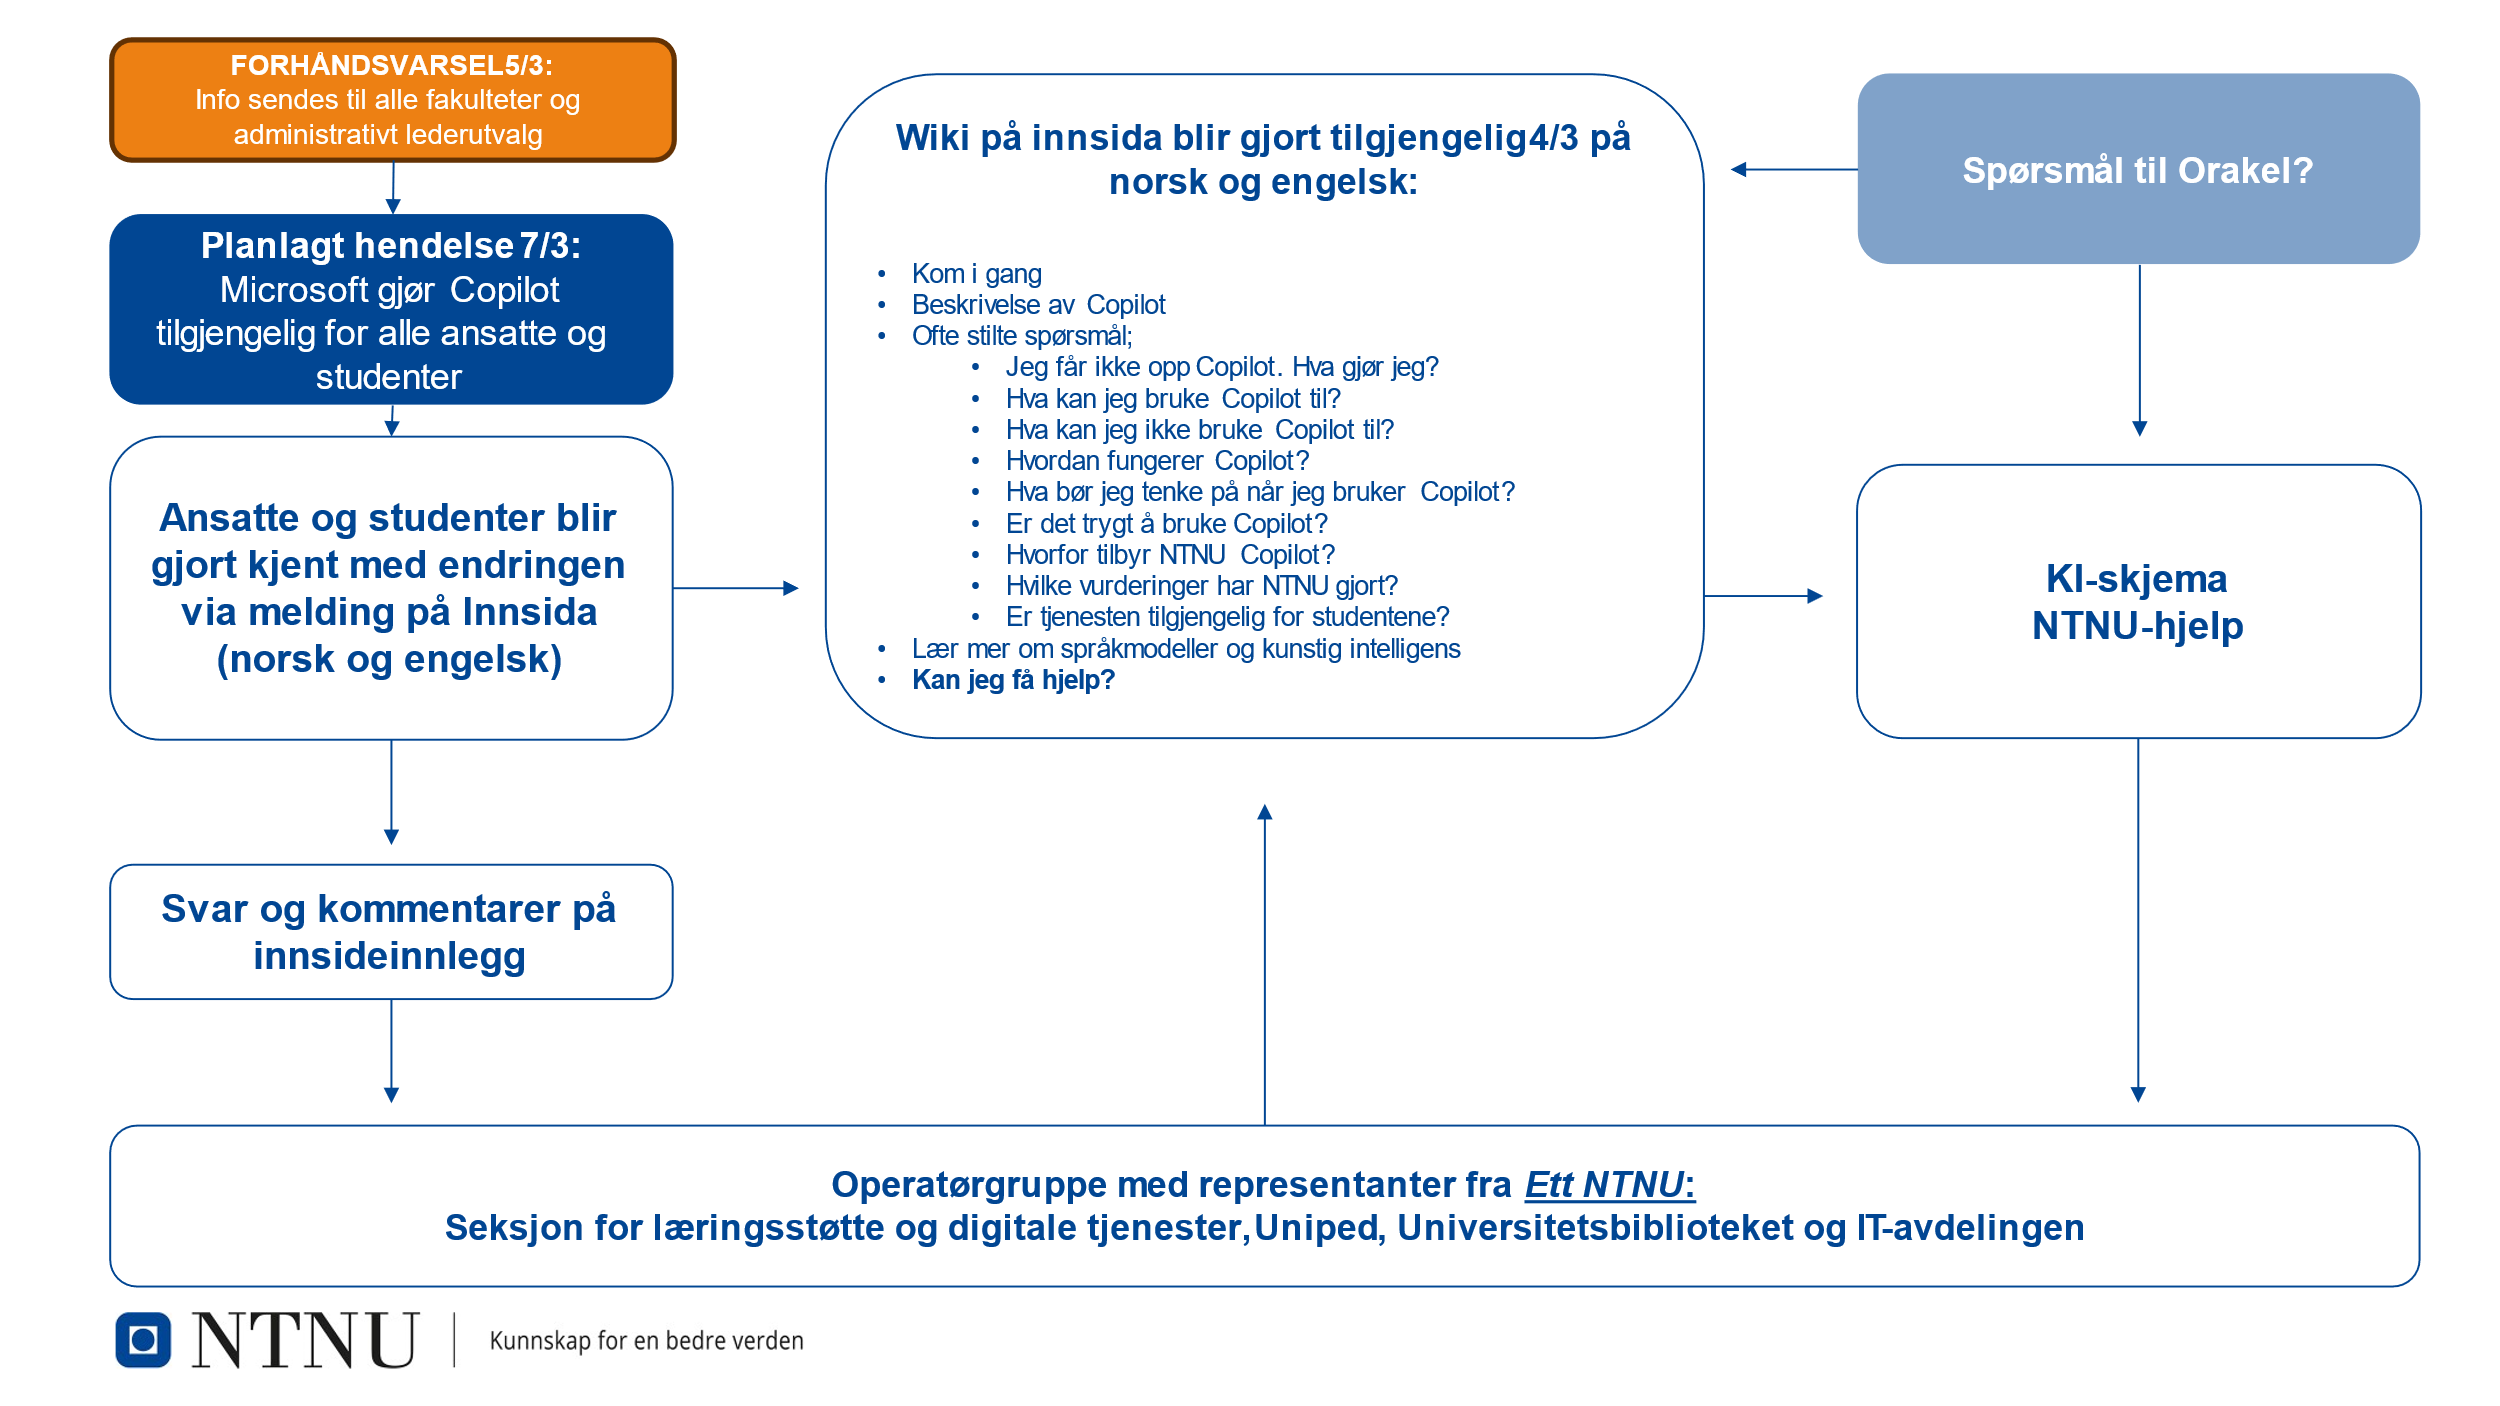 FORHÅNDSVARSEL5/3:
Info sendes til alle fakulteter og
administrativt lederutvalg
Planlagt hendelse 7/3:
Microsoft gjør Copilot
tilgjengelig for alle ansatte og
studenter
Ansatte og studenter blir
gjort kjent med endringen
via melding på Innsida
(norsk og engelsk)
Svar og kommentarer på
innsideinnlegg
Wiki på innsida blir gjort tilgjengelig4/3 på
norsk og engelsk:
• Kom i gang
• Beskrivelse av Copilot
• Ofte stilte spørsmål;
• Jeg får ikke opp Copilot. Hva gjør jeg?
• Hva kan jeg bruke Copilot til?
• Hva kan jeg ikke bruke Copilot til?
• Hvordan fungerer Copilot?
• Hva bør jeg tenke på når jeg bruker Copilot?
• Er det trygt å bruke Copilot?
• Hvorfor tilbyr NTNU Copilot?
• Hvilke vurderinger har NTNU gjort?
• Er tjenesten tilgjengelig for studentene?
• Lær mer om språkmodeller og kunstig intelligens
• Kan jeg få hjelp?
Spørsmål til Orakel?
KI-skjema
NTNU-hjelp
Operatørgruppe med representanter fra Ett NTNU:
Seksjon for læringsstøtte og digitale tjenester, Uniped, Universitetsbiblioteket og IT-avdelingen
NTNU
Kunnskap for en bedre verden